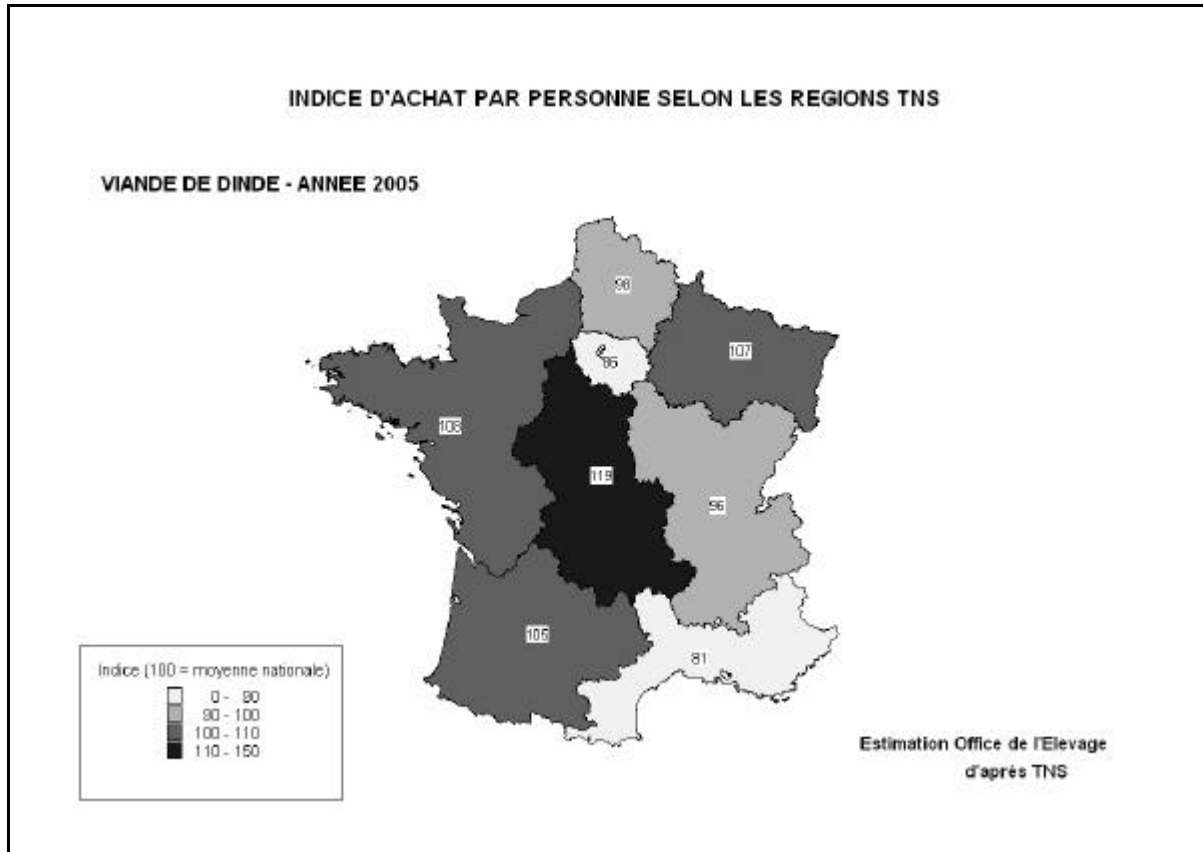 INDICE D'ACHAT PAR PERSONNE SELON LES REGIONS TNS
VIANDE DE DINDE - ANNEE 2005
98
107
108
119
96
105
81
Indice (100 = moyenne nationale)
0 - 90
90 - 100
100 - 110
110 - 150
Estimation Office de l'Elevage
d'après TNS